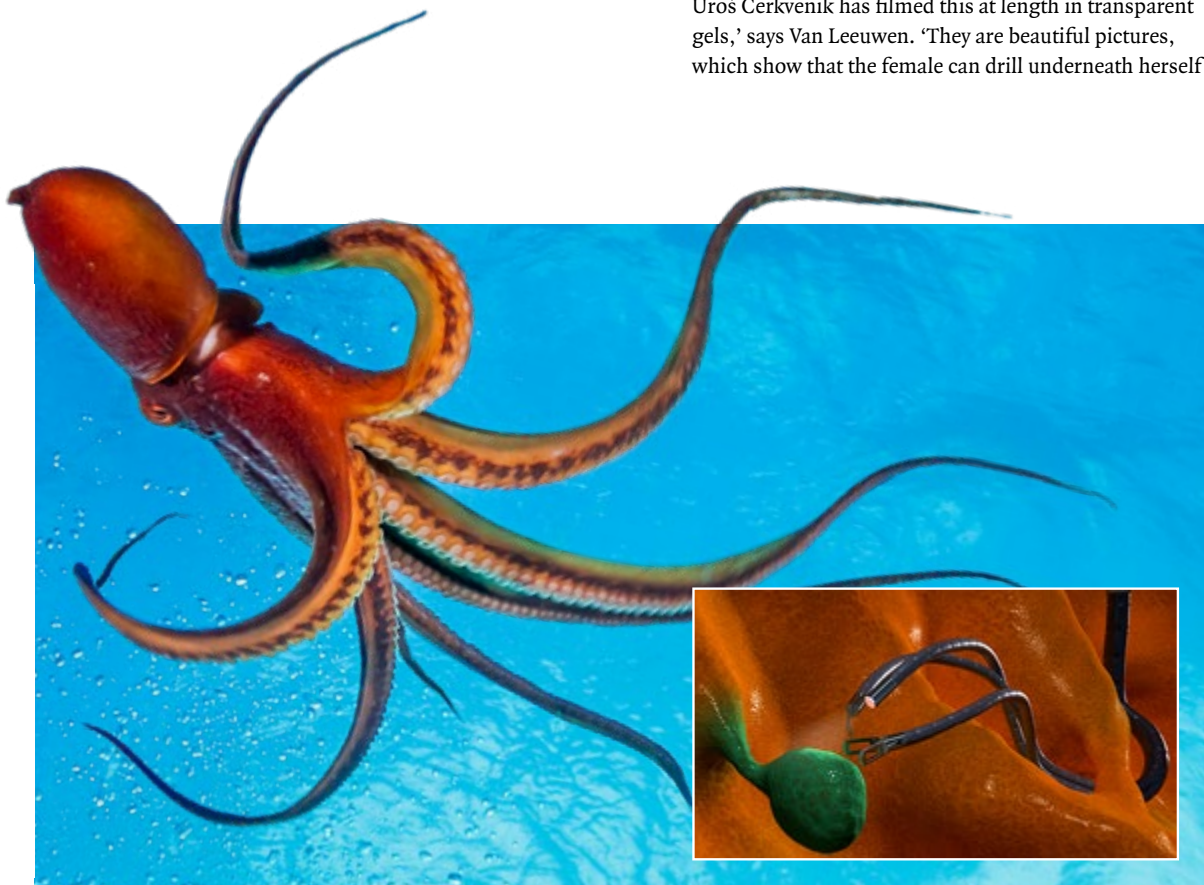 Uroš Cerkvenik has filmed this at length in transparent
gels,’ says Van Leeuwen. ‘They are beautiful pictures,
which show that the female can drill underneath herself